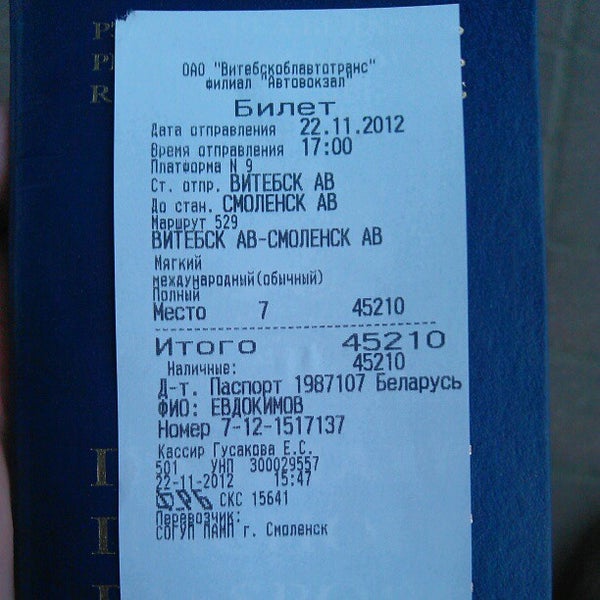 ОАО "Витебскоблавтотранс"
филиал "Автовокзал"
Билет
Дата отправления 22.11.2012
Время отправления 17:00
Платформа N 9
Ст. отпр. ВИТЕБСК АВ
До стан. СМОЛЕНСК АВ
Маршрут 529
ВИТЕБСК АВ-СМОЛЕНСК АВ
Мягкий
международный(обычный)
Полный
Место 7 45210
Итого 45210
Наличные: 45210
Д-т. Паспорт 1987107 Беларусь
ФИО: ЕВДОКИМОВ
Номер 7-12-1517137
Кассир Гусакова Е.С.
501 УНП 300029557
22-11-2012 15:47
СКС 15641
Перевозчик:
СОГУП ПАМП г. Смоленск